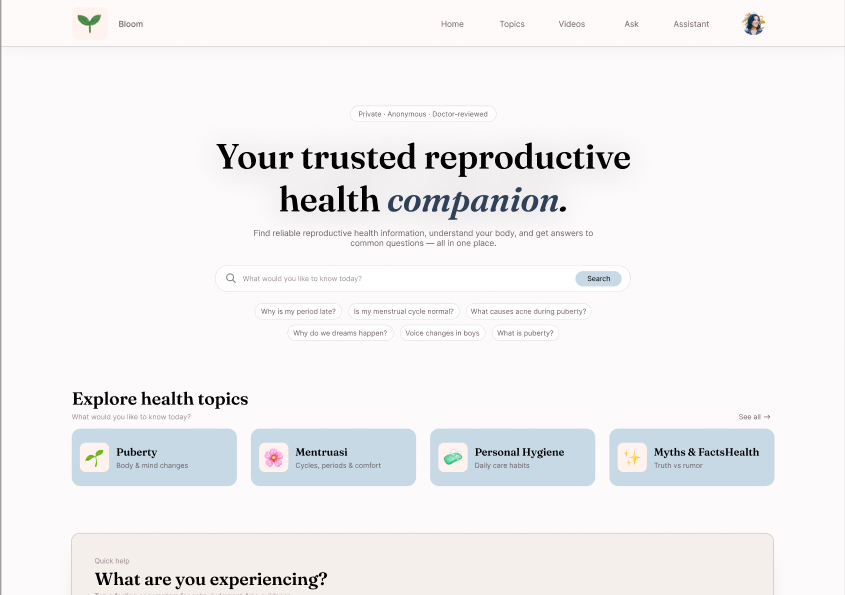 Bloom
Home
Topics
Videos
Ask
Assistant
Private · Anonymous · Doctor-reviewed
Your trusted reproductive
health companion.
Find reliable reproductive health information, understand your body, and get answers to
common questions — all in one place.
What would you like to know today?
Search
Why is my period late?
Is my menstrual cycle normal?
What causes acne during puberty?
Why do we dreams happen?
Voice changes in boys
What is puberty?
Explore health topics
What would you like to know today?
See all →
Puberty
Body & mind changes
Mentruasi
Cycles, periods & comfort
Personal Hygiene
Daily care habits
Myths & FactsHealth
Truth vs rumor
Quick help
What are you experiencing?